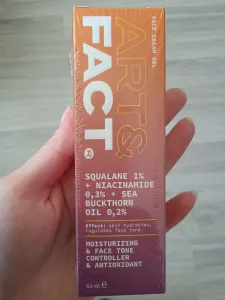 FACE CREAM GEL
ART&
FACT
SQUALANE 1%
+ NIACINAMIDE
0,3% + SEA
BUCKTHORN
OIL 0,2%
Effect: skin hydration,
regulates face tone.
MOISTURIZING
& FACE TONE
CONTROLLER
& ANTIOXIDANT
50 ml